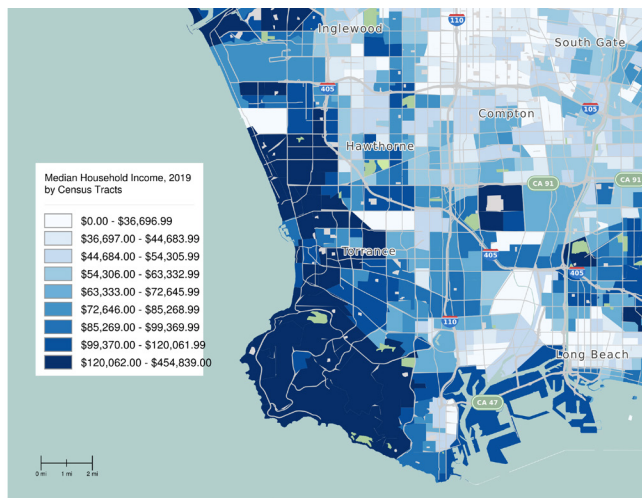 Inglewood
110
South Gate
405
105
Compton
Hawthorne
CA 91
CA 91
Median Household Income, 2019
by Census Tracts
$0.00 - $36,696.99
$36,697.00 - $44,683.99
$44,684.00 - $54,305.99
$54,306.00 - $63,332.99
$63,333.00 - $72,645.99
$72,646.00 - $85,268.99
$85,269.00 - $99,369.99
$99,370.00 - $120,061.99
$120,062.00 - $454,839.00
Torrance
405
405
110
Long Beach
CA 47
0 mi 1 mi 2 mi